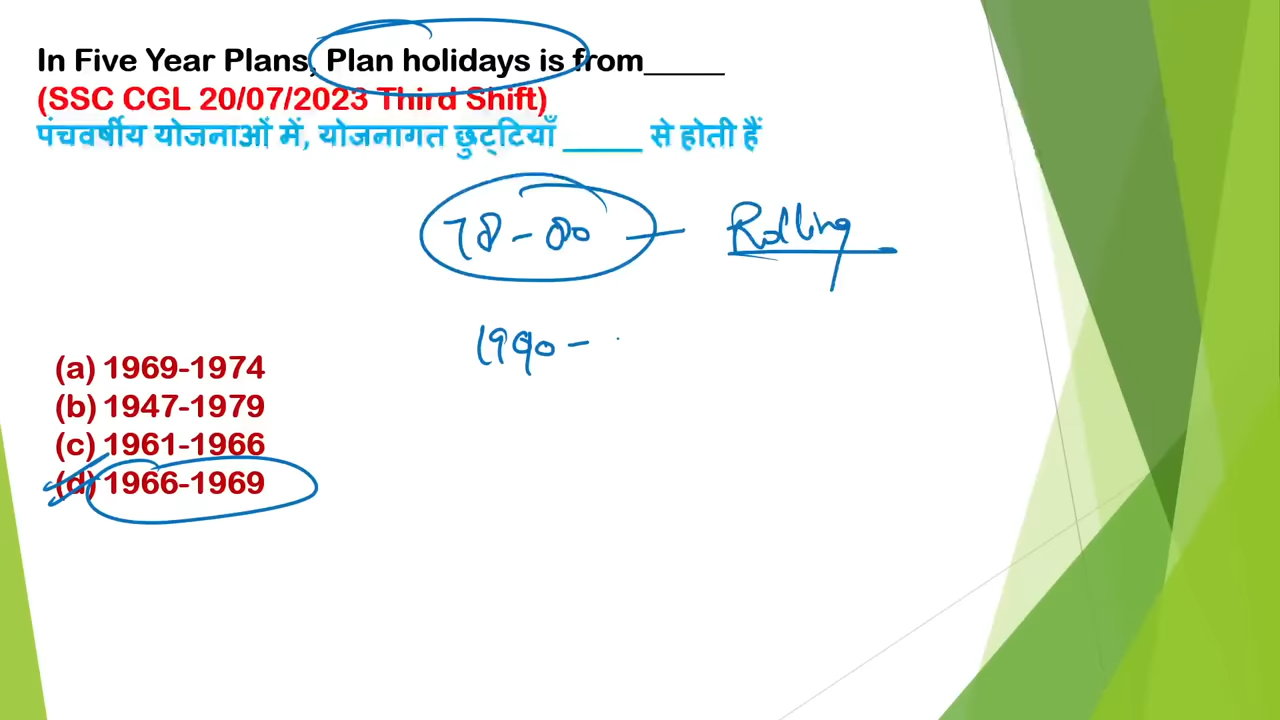 In Five Year Plans, Plan holidays is from_____
(SSC CGL 20/07/2023 Third Shift)
पंचवर्षीय योजनाओं में, योजनागत छुट्टियाँ _____ से होती हैं
78-80 — Rolling
1990 -
(a) 1969-1974
(b) 1947-1979
(c) 1961-1966
(d) 1966-1969